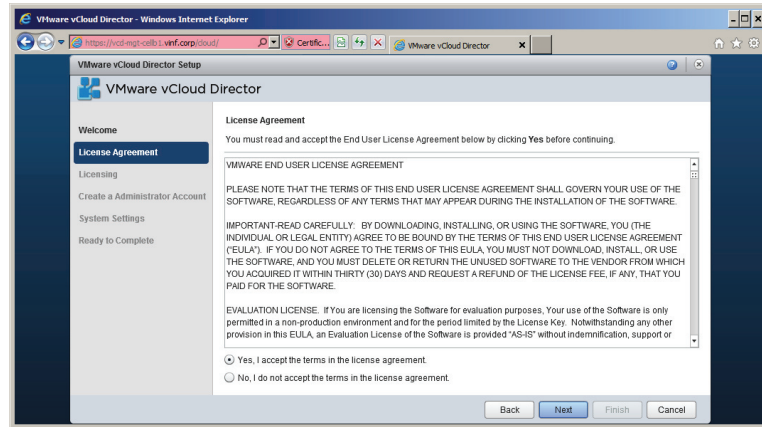 VMware vCloud Director - Windows Internet Explorer
https://vcd-mgt-cellb1.vinf.corp/cloud/
Certific...
VMware vCloud Director
VMware vCloud Director Setup
VMware vCloud Director
Welcome
License Agreement
Licensing
Create a Administrator Account
System Settings
Ready to Complete
License Agreement
You must read and accept the End User License Agreement below by clicking Yes before continuing.
VMWARE END USER LICENSE AGREEMENT
PLEASE NOTE THAT THE TERMS OF THIS END USER LICENSE AGREEMENT SHALL GOVERN YOUR USE OF THE
SOFTWARE, REGARDLESS OF ANY TERMS THAT MAY APPEAR DURING THE INSTALLATION OF THE SOFTWARE.
IMPORTANT-READ CAREFULLY: BY DOWNLOADING, INSTALLING, OR USING THE SOFTWARE, YOU (THE
INDIVIDUAL OR LEGAL ENTITY) AGREE TO BE BOUND BY THE TERMS OF THIS END USER LICENSE AGREEMENT
("EULA"). IF YOU DO NOT AGREE TO THE TERMS OF THIS EULA, YOU MUST NOT DOWNLOAD, INSTALL, OR USE
THE SOFTWARE, AND YOU MUST DELETE OR RETURN THE UNUSED SOFTWARE TO THE VENDOR FROM WHICH
YOU ACQUIRED IT WITHIN THIRTY (30) DAYS AND REQUEST A REFUND OF THE LICENSE FEE, IF ANY, THAT YOU
PAID FOR THE SOFTWARE.
EVALUATION LICENSE. If You are licensing the Software for evaluation purposes, Your use of the Software is only
permitted in a non-production environment and for the period limited by the License Key. Notwithstanding any other
provision in this EULA, an Evaluation License of the Software is provided "AS-IS" without indemnification, support or
Yes, I accept the terms in the license agreement.
No, I do not accept the terms in the license agreement.
Back
Next
Finish
Cancel